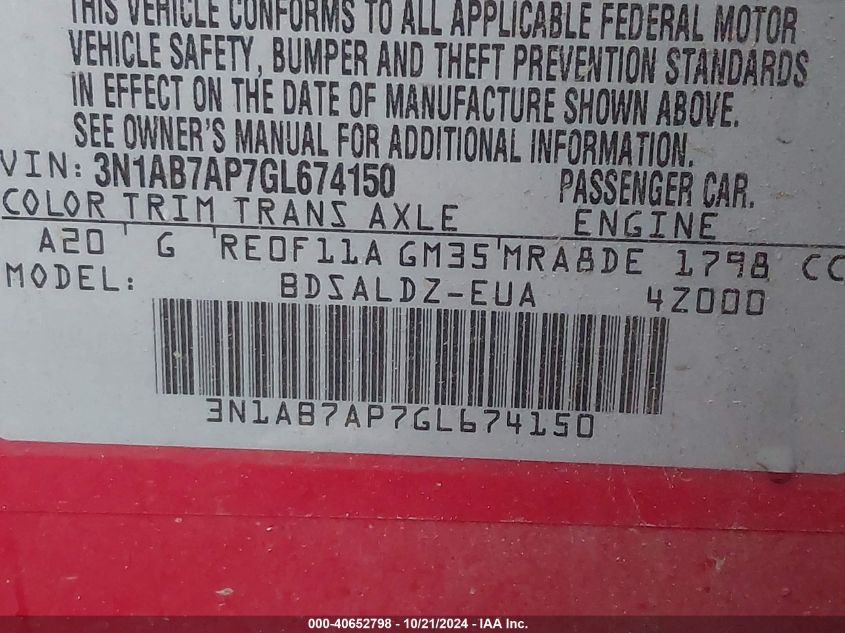 THIS VEHICLE CONFORMS TO ALL APPLICABLE FEDERAL MOTOR
VEHICLE SAFETY, BUMPER AND THEFT PREVENTION STANDARDS
IN EFFECT ON THE DATE OF MANUFACTURE SHOWN ABOVE.
SEE OWNER'S MANUAL FOR ADDITIONAL INFORMATION.
VIN: 3N1AB7AP7GL674150 PASSENGER CAR.
COLOR TRIM TRANS AXLE ENGINE
A20 G RE0F11A GM35 MRA8DE 1798 CC
MODEL: BDSALDZ-EUA 4Z000
3N1AB7AP7GL674150
000-40652798 - 10/21/2024 - IAA Inc.